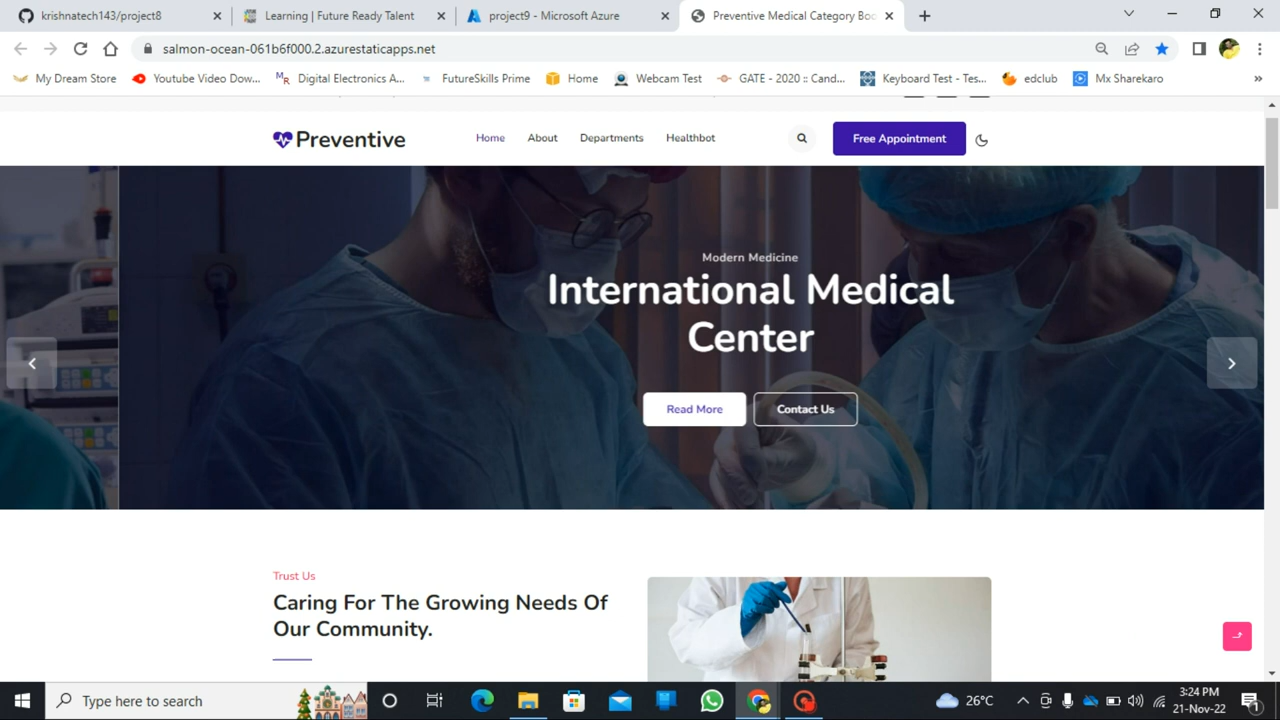 krishnatech143/project8
Learning | Future Ready Talent
project9 - Microsoft Azure
Preventive Medical Category Boo
salmon-ocean-061b6f000.2.azurestaticapps.net
My Dream Store
Youtube Video Dow...
MR Digital Electronics A...
FutureSkills Prime
Home
Webcam Test
GATE - 2020 :: Cand...
Keyboard Test - Tes...
edclub
Mx Sharekaro
»
Preventive
Home
About
Departments
Healthbot
Free Appointment
Modern Medicine
International Medical
Center
Read More
Contact Us
Trust Us
Caring For The Growing Needs Of
Our Community.
Type here to search
26°C
3:24 PM
21-Nov-22
1